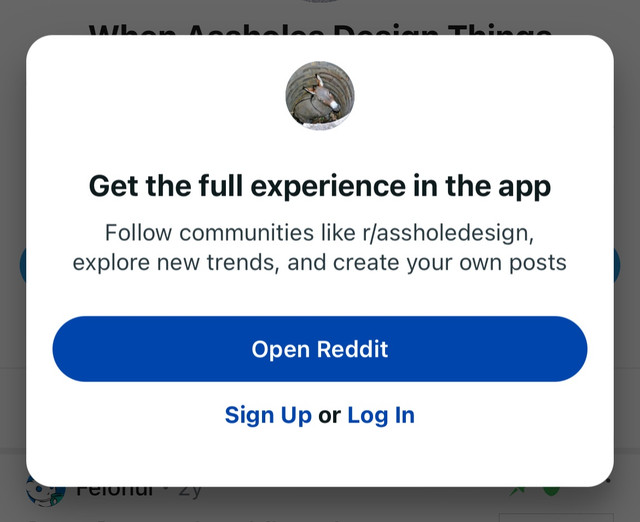 When Assholes Design Things
Get the full experience in the app
Follow communities like r/assholedesign,
explore new trends, and create your own posts
Open Reddit
Sign Up or Log In
2y